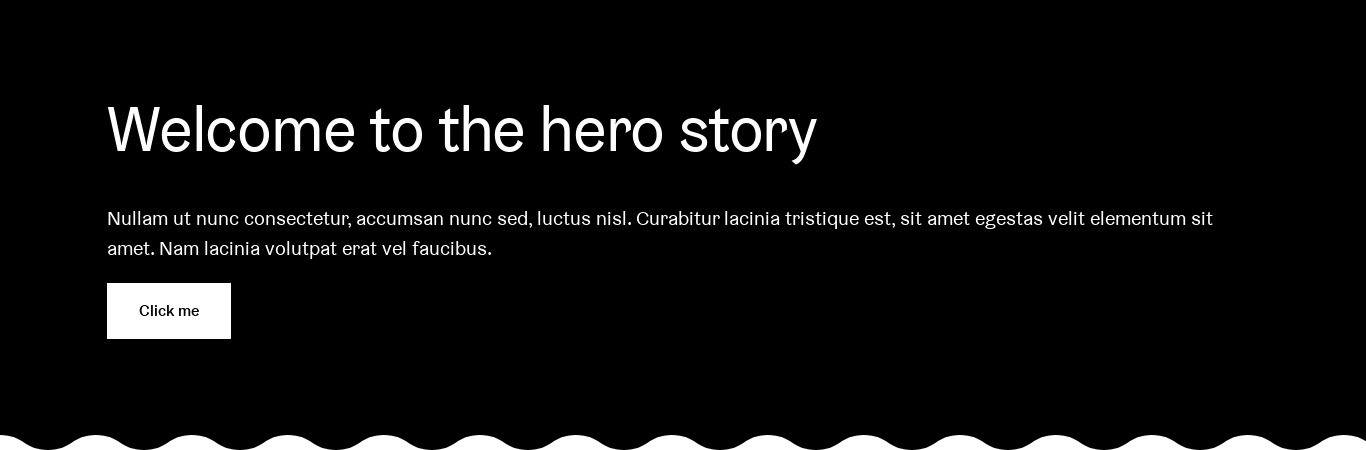 Welcome to the hero story
Nullam ut nunc consectetur, accumsan nunc sed, luctus nisl. Curabitur lacinia tristique est, sit amet egestas velit elementum sit
amet. Nam lacinia volutpat erat vel faucibus.
Click me